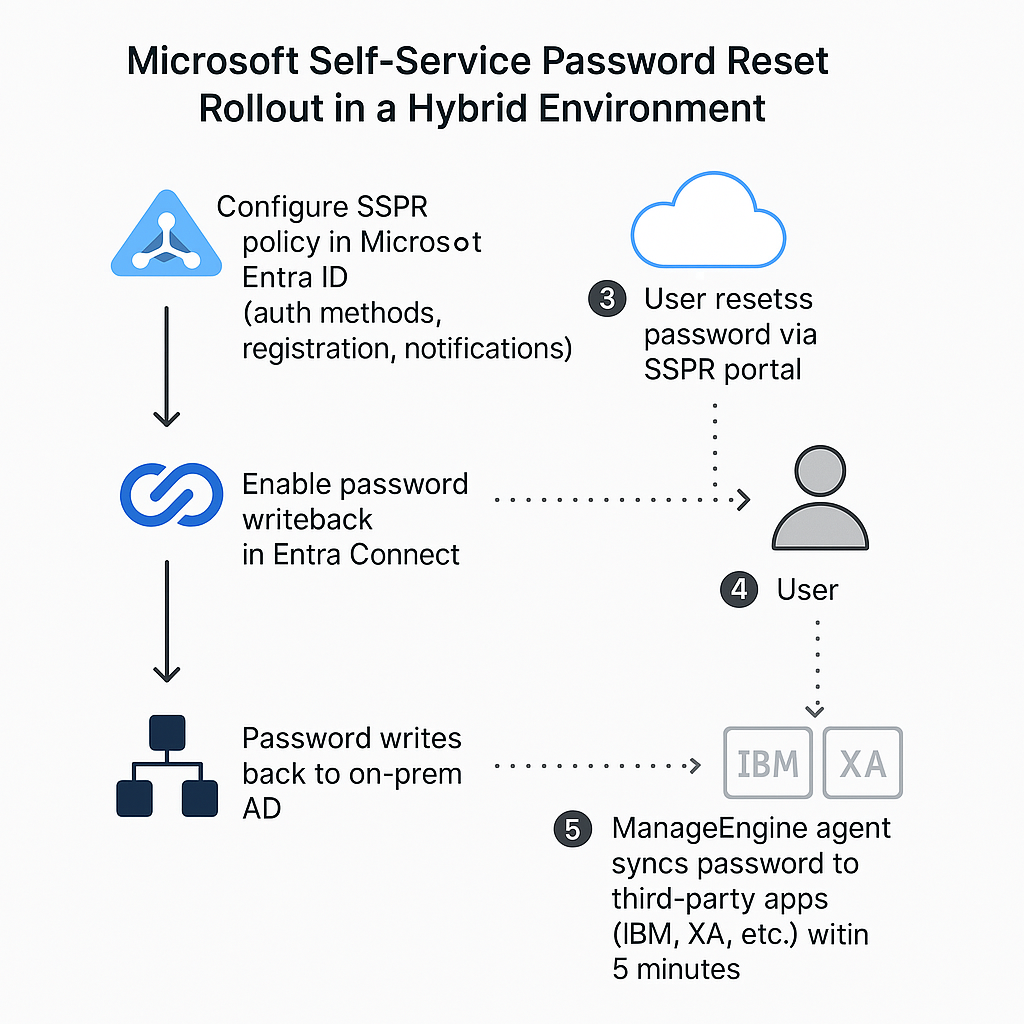 Microsoft Self-Service Password Reset
Rollout in a Hybrid Environment
Configure SSPR
policy in Microsot
Entra ID
(auth methods,
registration, notifications)
3 User resetss
password via
SSPR portal
Enable password
writeback
in Entra Connect
4 User
Password writes
back to on-prem
AD
IBM XA
5 ManageEngine agent
syncs password to
third-party apps
(IBM, XA, etc.) witin
5 minutes